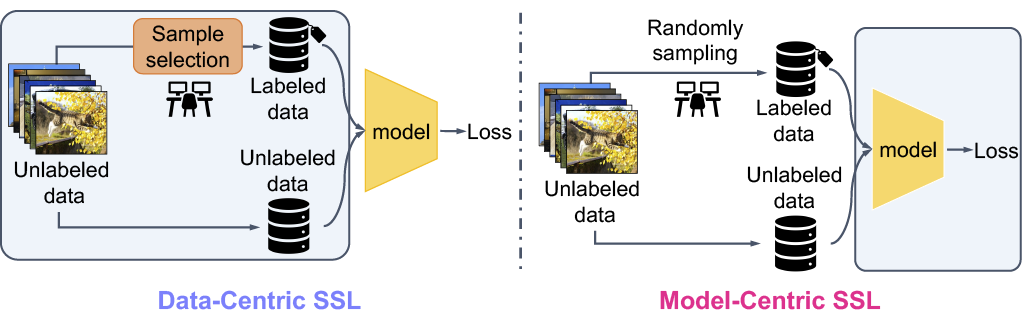 Sample
selection
Labeled
data
Unlabeled
data
Unlabeled
data
model
Loss
Data-Centric SSL
Randomly
sampling
Labeled
data
Unlabeled
data
Unlabeled
data
model
Loss
Model-Centric SSL